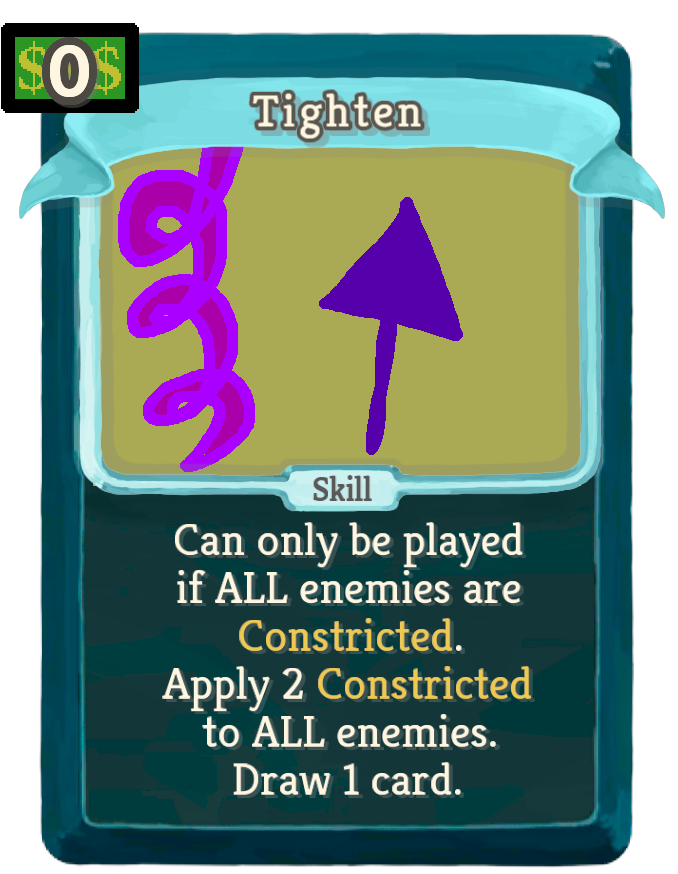 $0$
Tighten
Skill
Can only be played
if ALL enemies are
Constricted.
Apply 2 Constricted
to ALL enemies.
Draw 1 card.